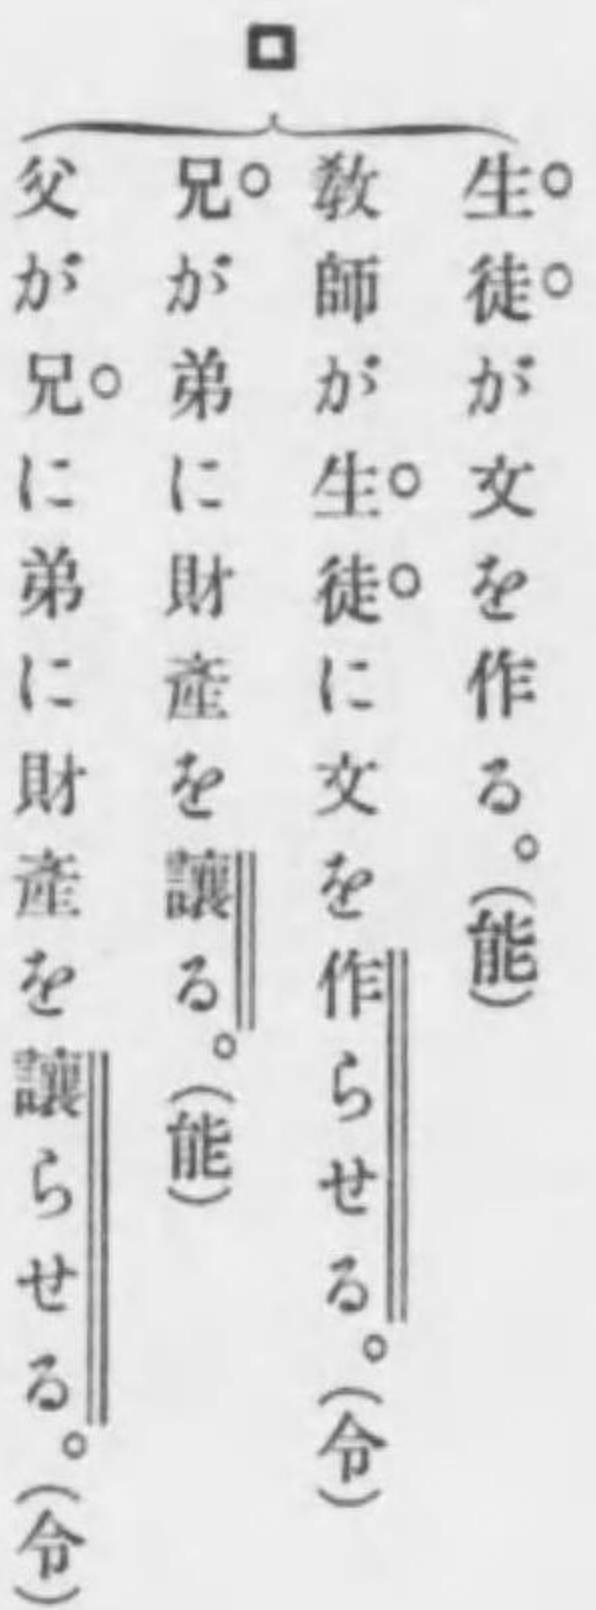 ロ
生徒が文を作る。(能)
教師が生徒に文を作らせる。(令)
兄が弟に財産を讓る。(能)
父が兄に弟に財産を讓らせる。(令)